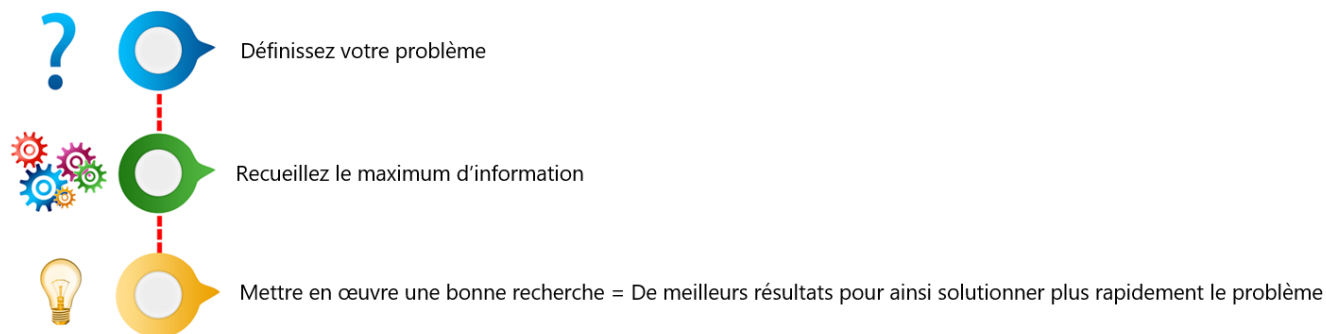 Définissez votre problème
Recueillez le maximum d'information
Mettre en œuvre une bonne recherche = De meilleurs résultats pour ainsi solutionner plus rapidement le problème